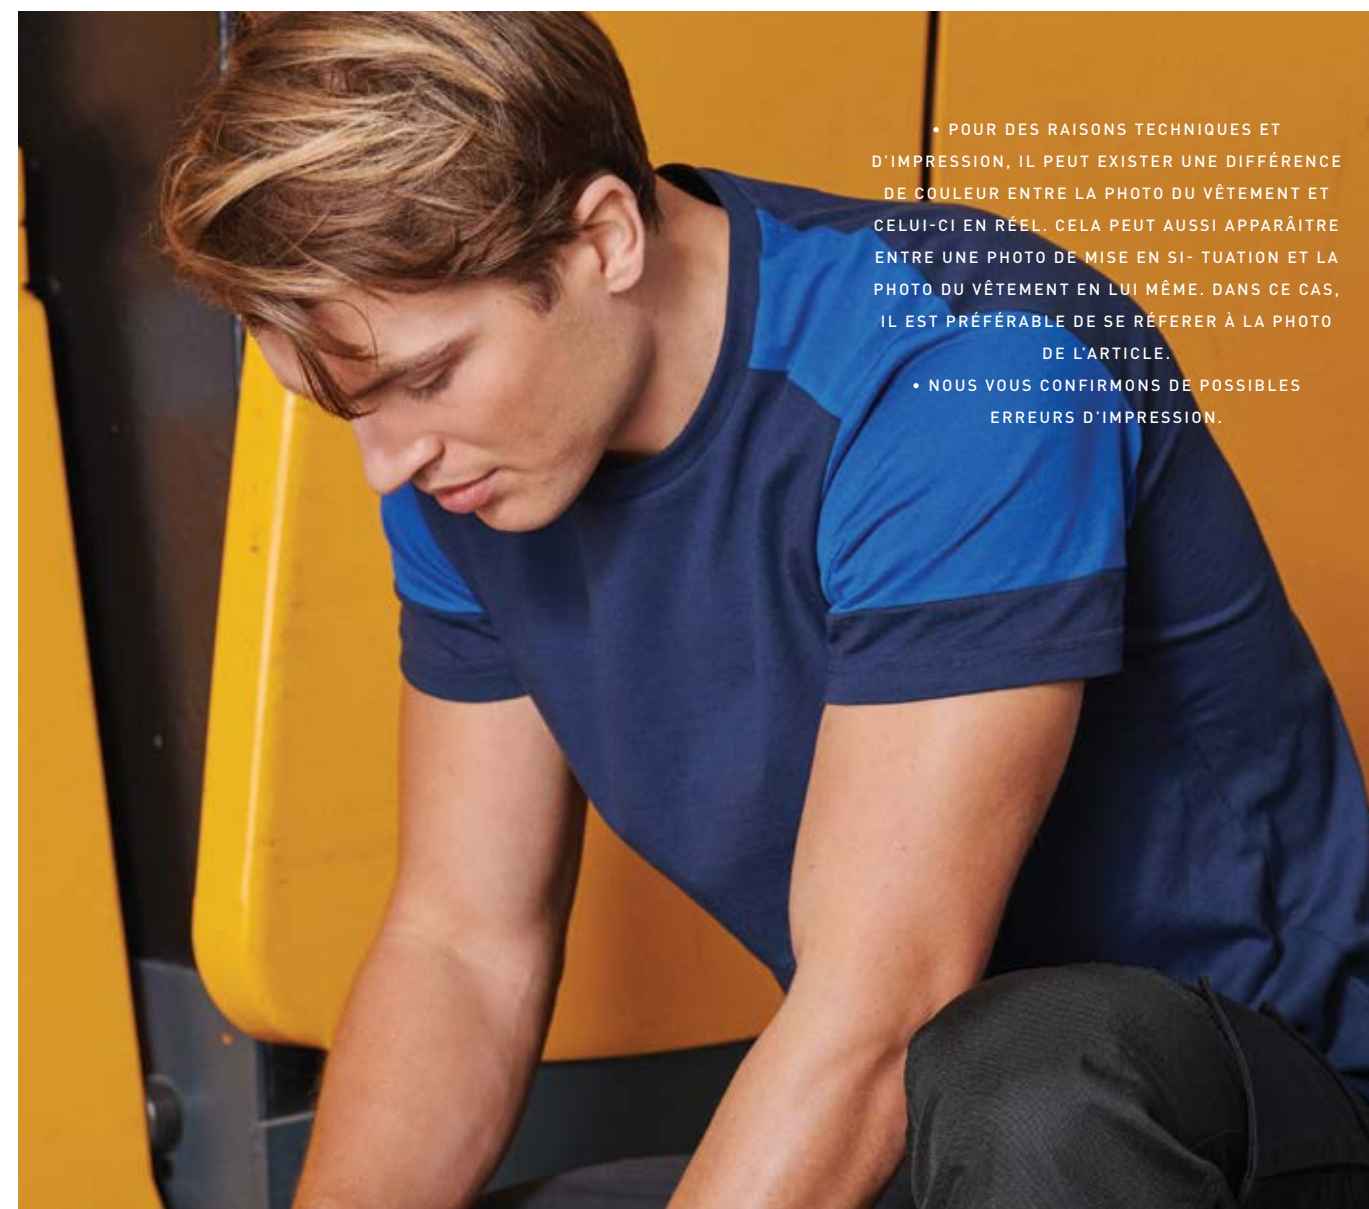 • POUR DES RAISONS TECHNIQUES ET
D'IMPRESSION, IL PEUT EXISTER UNE DIFFÉRENCE
DE COULEUR ENTRE LA PHOTO DU VÊTEMENT ET
CELUI-CI EN RÉEL. CELA PEUT AUSSI APPARÂITRE
ENTRE UNE PHOTO DE MISE EN SI- TUATION ET LA
PHOTO DU VÊTEMENT EN LUI MÊME. DANS CE CAS,
IL EST PRÉFÉRABLE DE SE RÉFERER À LA PHOTO
DE L'ARTICLE.
• NOUS VOUS CONFIRMONS DE POSSIBLES
ERREURS D'IMPRESSION.